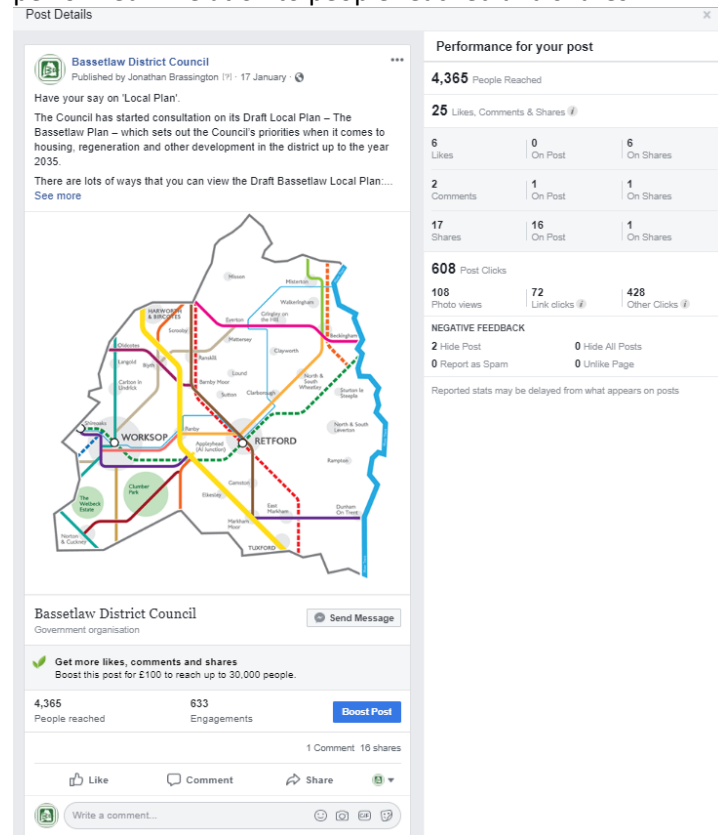 Post Details
Bassetlaw District Council
Published by Jonathan Brassington [?] · 17 January ·
Have your say on 'Local Plan'.
The Council has started consultation on its Draft Local Plan – The
Bassetlaw Plan – which sets out the Council's priorities when it comes to
housing, regeneration and other development in the district up to the year
2035.
There are lots of ways that you can view the Draft Bassetlaw Local Plan:...
See more
Misson
Misterton
Walkeringham
HARWORTH
& BIRCOTES
Everton
Gringley on
the Hill
Scrooby
Beckingham
Mattersey
Oldcotes
Ranskill
Clayworth
Langold
Blyth
Lound
Carlton in
Lindrick
Barnby Moor
North &
South
Wheatley
Sutton
Clarborough
Sturton le
Steeple
Shireoaks
Ranby
North & South
Leverton
WORKSOP
RETFORD
Apleyhead
(A1 Junction)
Rampton
Clumber
Park
Gamston
The
Welbeck
Estate
Elkesley
East
Markham
Dunham
On Trent
Markham
Moor
Norton
& Cuckney
TUXFORD
Bassetlaw District Council
Government organisation
Send Message
Get more likes, comments and shares
Boost this post for £100 to reach up to 30,000 people.
4,365
People reached
633
Engagements
Boost Post
1 Comment 16 shares
Like
Comment
Share
Write a comment...
GIF
Performance for your post
4,365 People Reached
25 Likes, Comments & Shares
6
Likes
0
On Post
6
On Shares
2
Comments
1
On Post
1
On Shares
17
Shares
16
On Post
1
On Shares
608 Post Clicks
108
Photo views
72
Link clicks
428
Other Clicks
NEGATIVE FEEDBACK
2 Hide Post
0 Hide All Posts
0 Report as Spam
0 Unlike Page
Reported stats may be delayed from what appears on posts